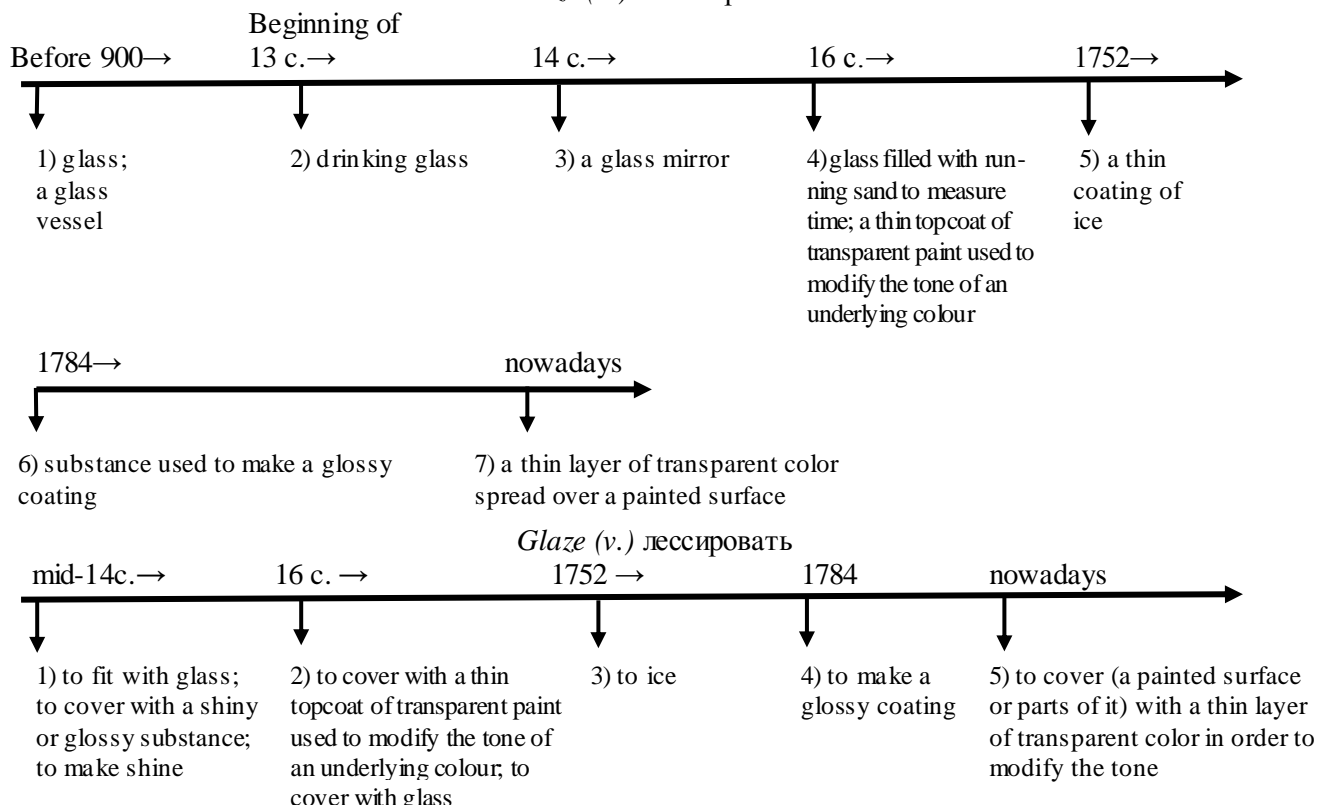 Beginning of
Before 900→ 13 c.→ 14 c.→ 16 c.→ 1752→
1) glass;
a glass
vessel
2) drinking glass
3) a glass mirror
4) glass filled with run-
ning sand to measure
time; a thin topcoat of
transparent paint used to
modify the tone of an
underlying colour
5) a thin
coating of
ice
1784→ nowadays
6) substance used to make a glossy
coating
7) a thin layer of transparent color
spread over a painted surface
Glaze (v.) лессировать
mid-14c.→ 16 c. → 1752 → 1784 nowadays
1) to fit with glass;
to cover with a shiny
or glossy substance;
to make shine
2) to cover with a thin
topcoat of transparent paint
used to modify the tone of
an underlying colour; to
cover with glass
3) to ice
4) to make a
glossy coating
5) to cover (a painted surface
or parts of it) with a thin layer
of transparent color in order to
modify the tone